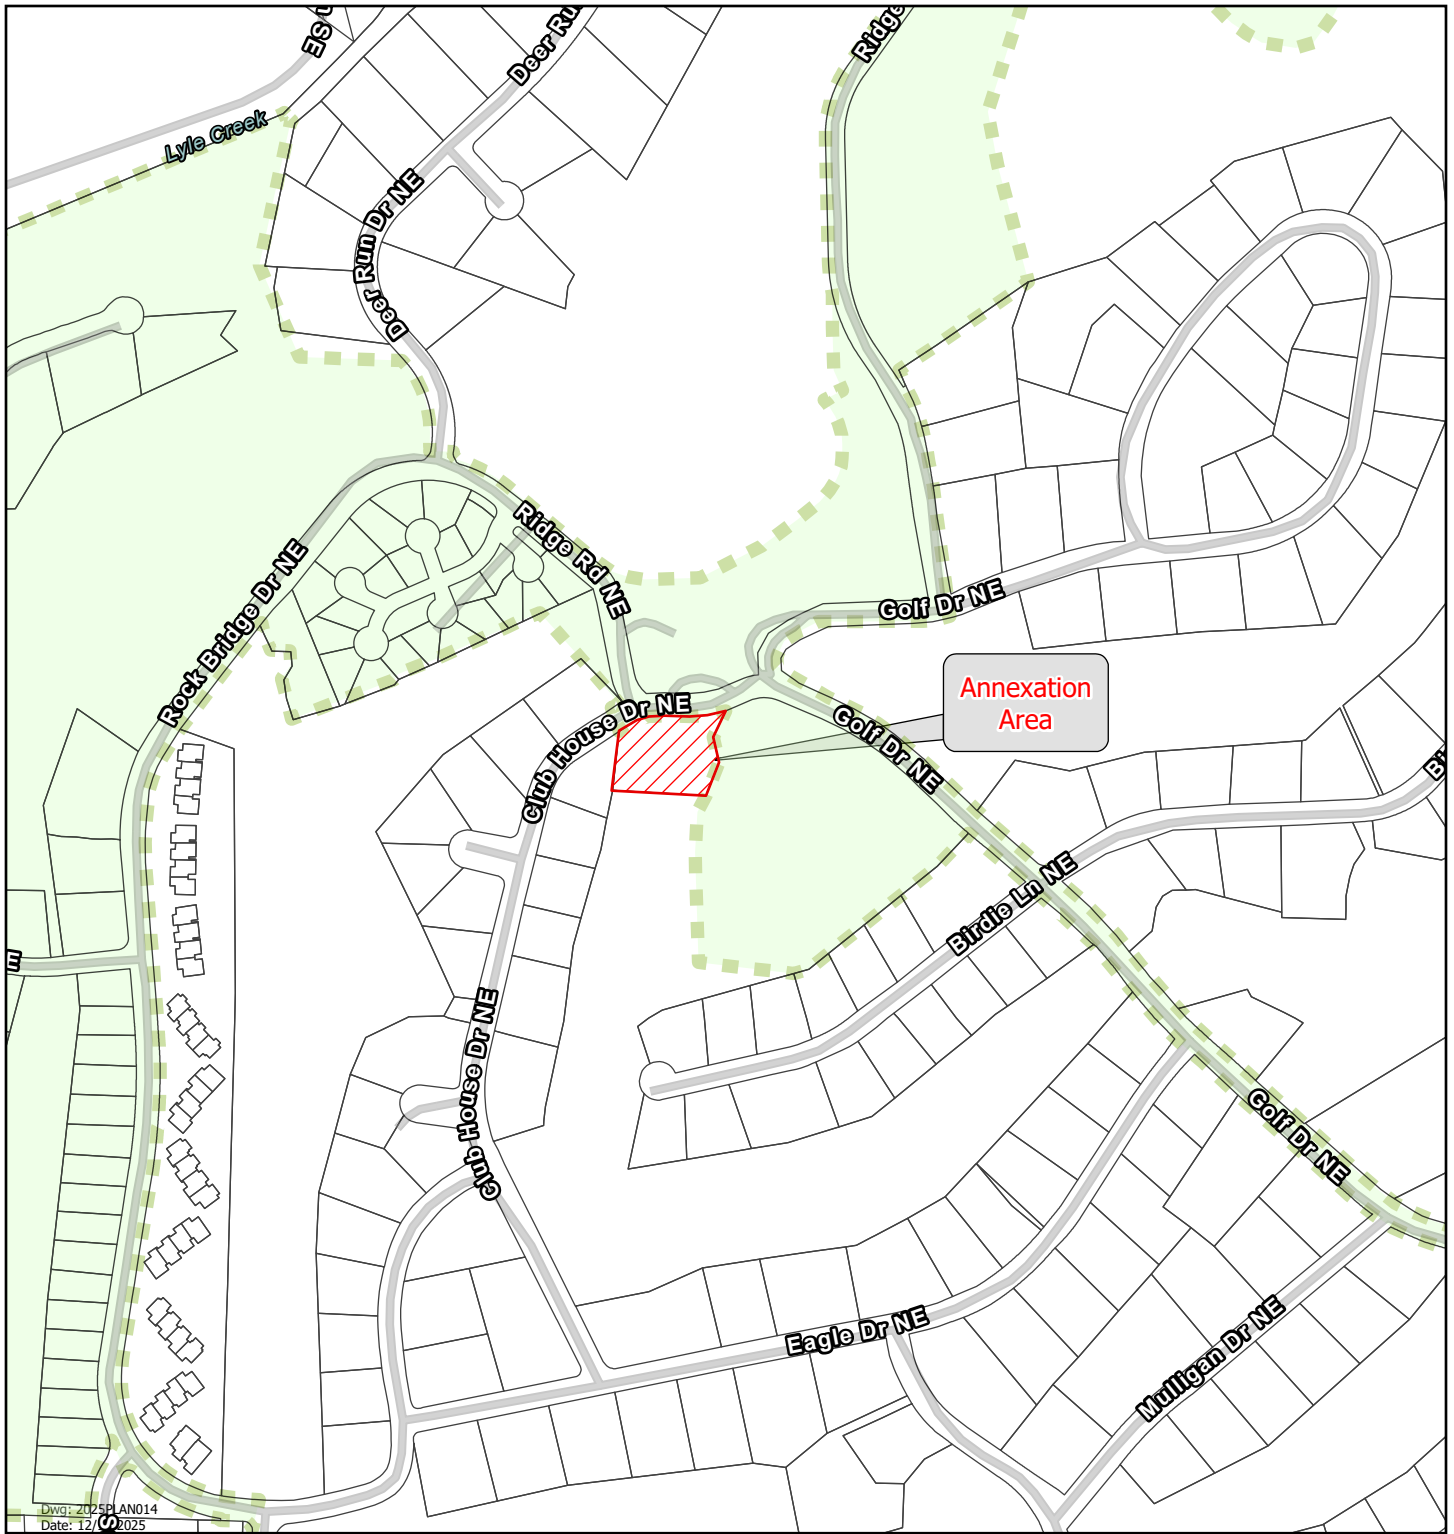 SE
Deer Run
Ridge
Lyle Creek
Deer Run Dr NE
Ridge Rd NE
Rock Bridge Dr NE
Golf Dr NE
Annexation
Area
Club House Dr NE
Golf Dr NE
Birdie Ln NE
E
Club House Dr NE
Golf Dr NE
Eagle Dr NE
Mulligan Dr NE
Dwg: 2025PLAN014
S